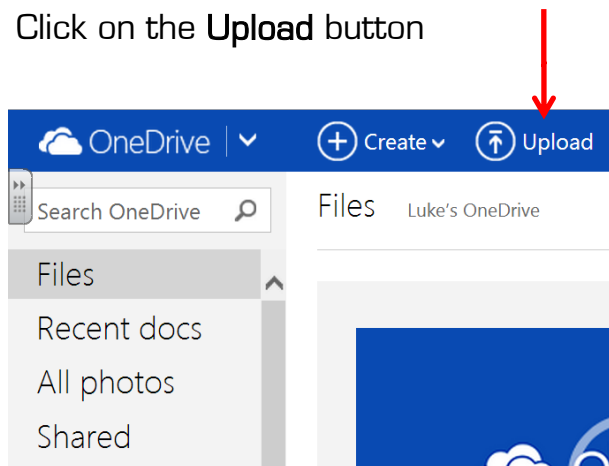 Click on the Upload button
OneDrive Create Upload
Search OneDrive
Files Luke's OneDrive
Files
Recent docs
All photos
Shared